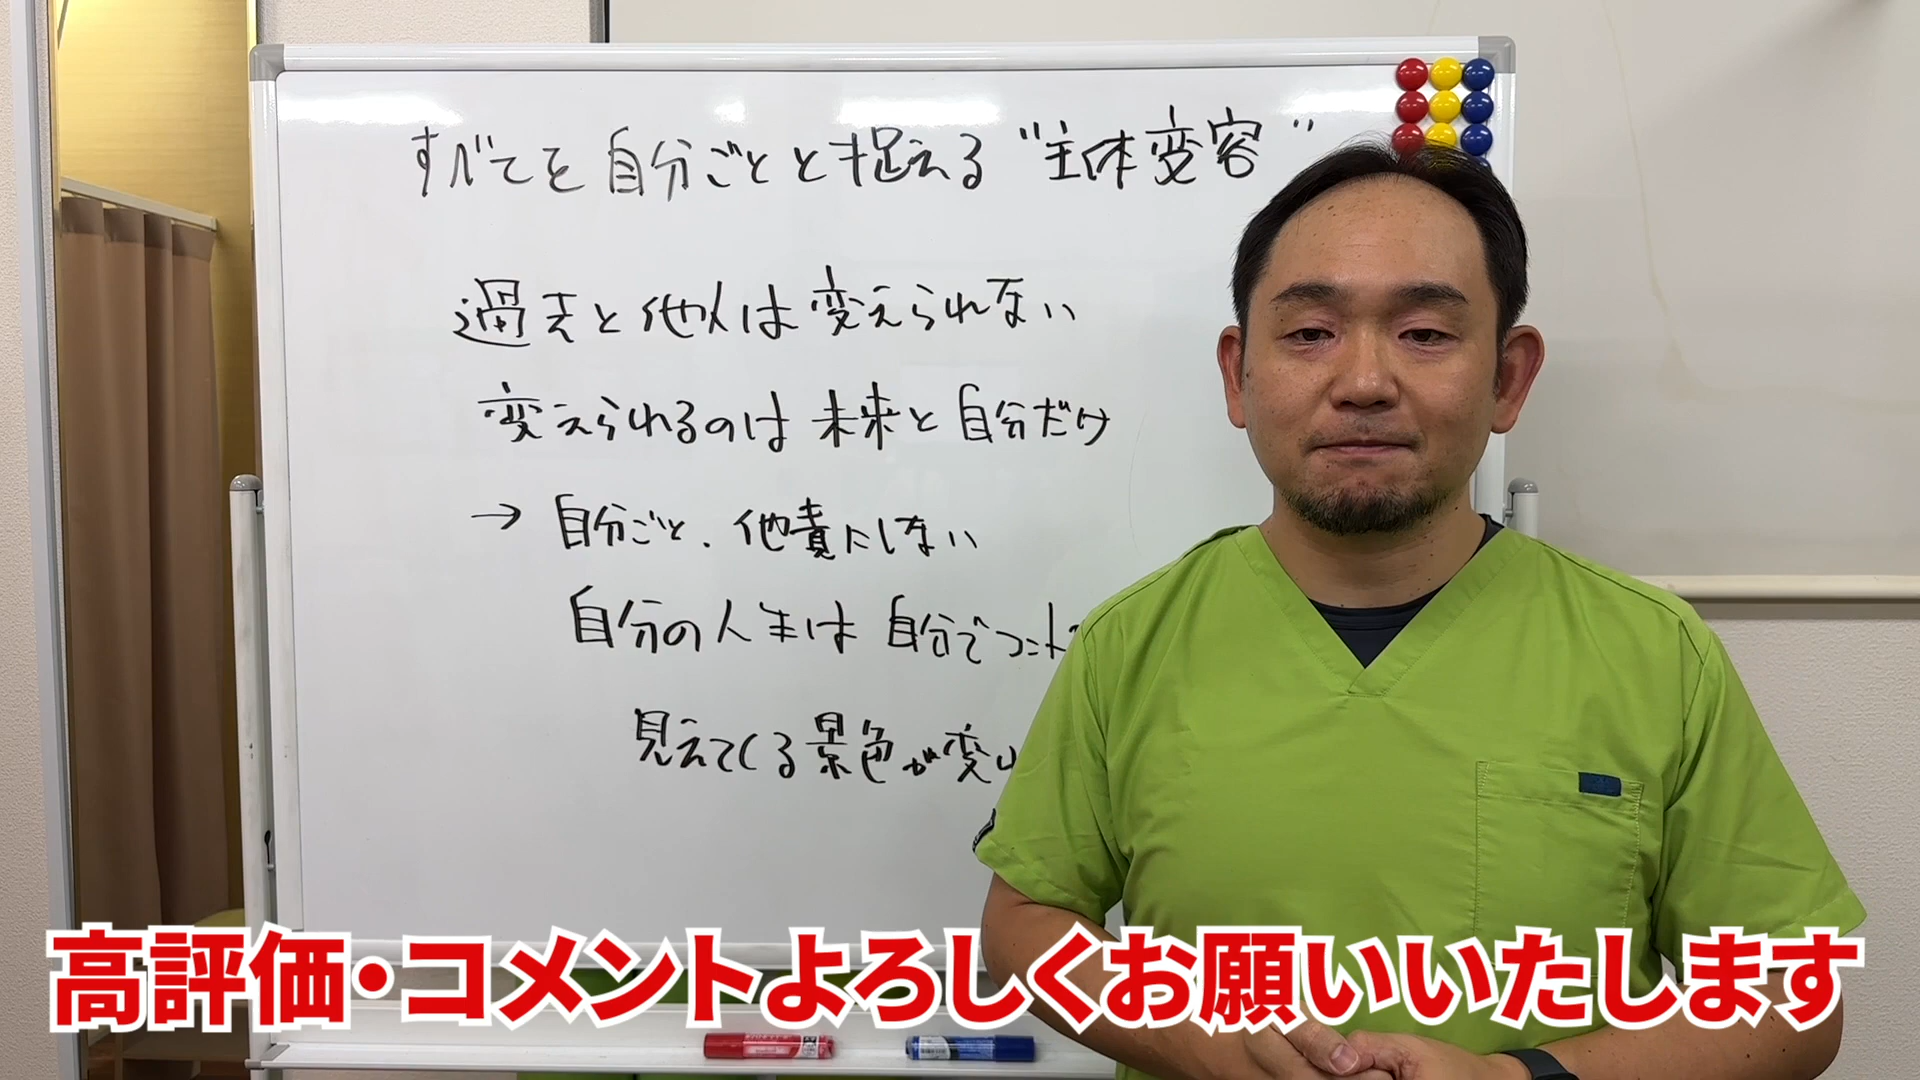 すべてを自分ごとと捉える“主体変容”
過去と他人は変えられない
変えられるのは未来と自分だけ
→ 自分ごと、他責にしない
自分の人生は自分で
見えてくる景色が変わ
高評価・コメントよろしくお願いいたします